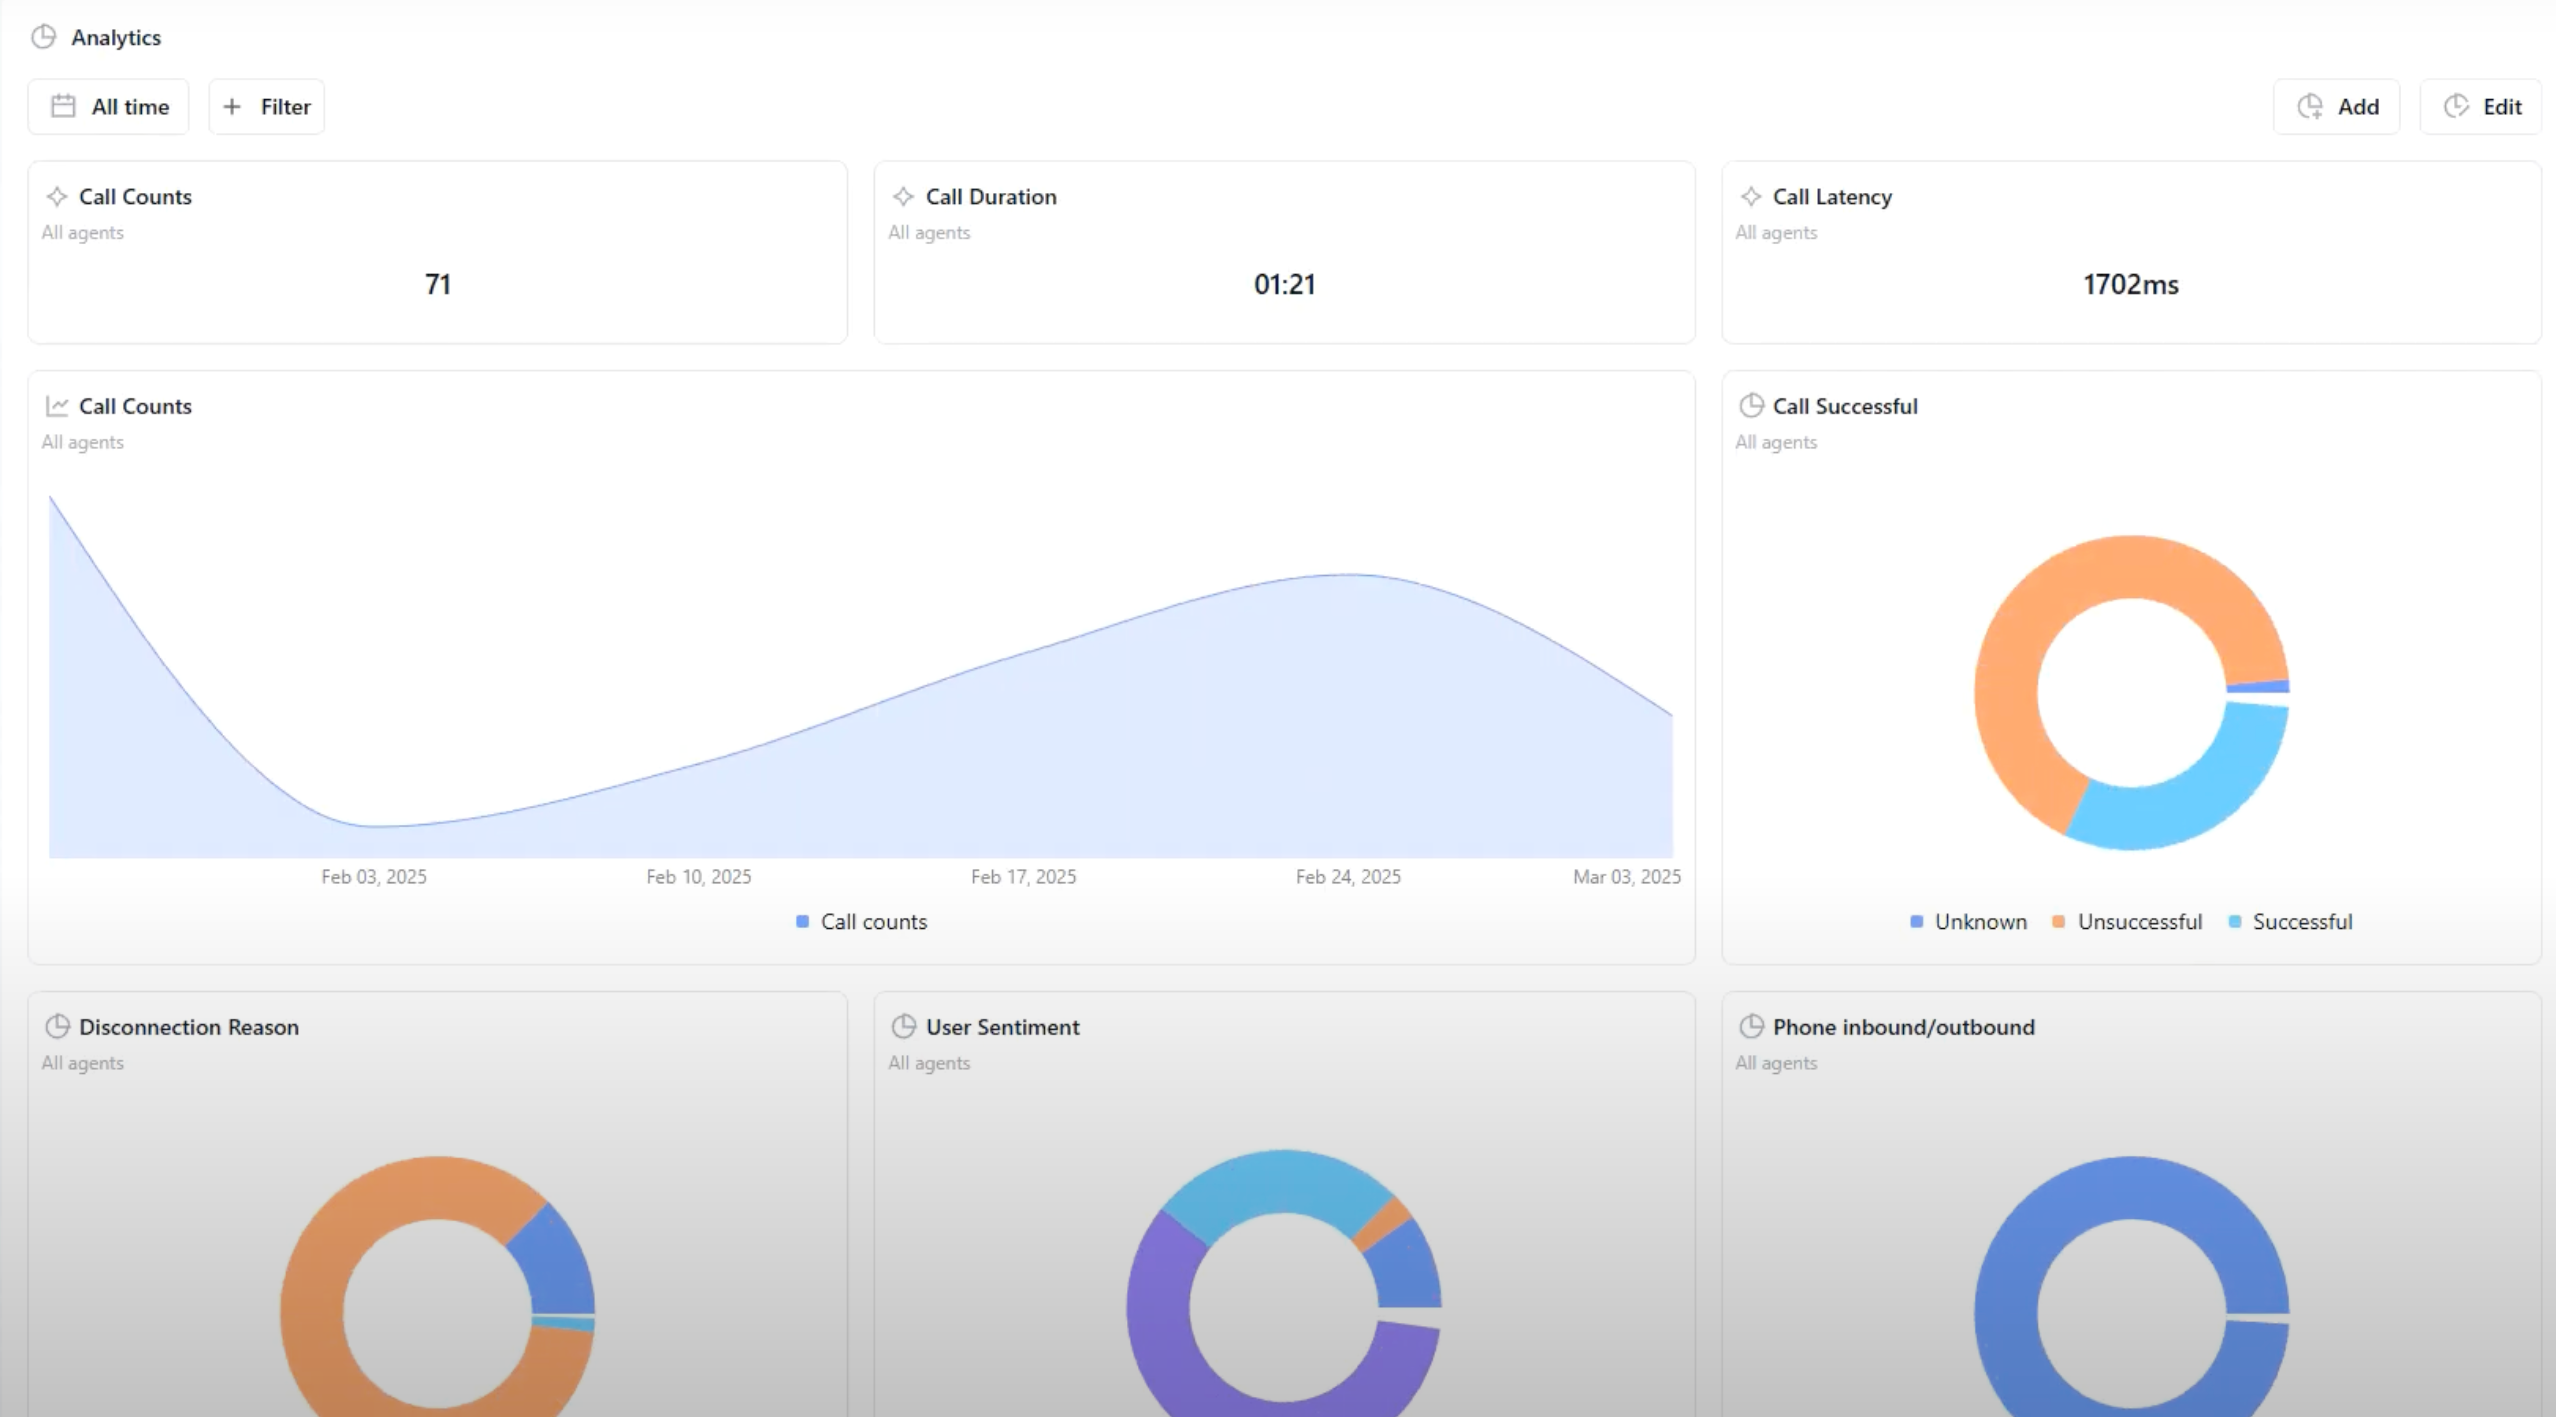 Analytics
All time
Filter
Add
Edit
Call Counts
All agents
71
Call Duration
All agents
01:21
Call Latency
All agents
1702ms
Call Counts
All agents
Feb 03, 2025
Feb 10, 2025
Feb 17, 2025
Feb 24, 2025
Mar 03, 2025
Call counts
Call Successful
All agents
Unknown
Unsuccessful
Successful
Disconnection Reason
All agents
User Sentiment
All agents
Phone inbound/outbound
All agents